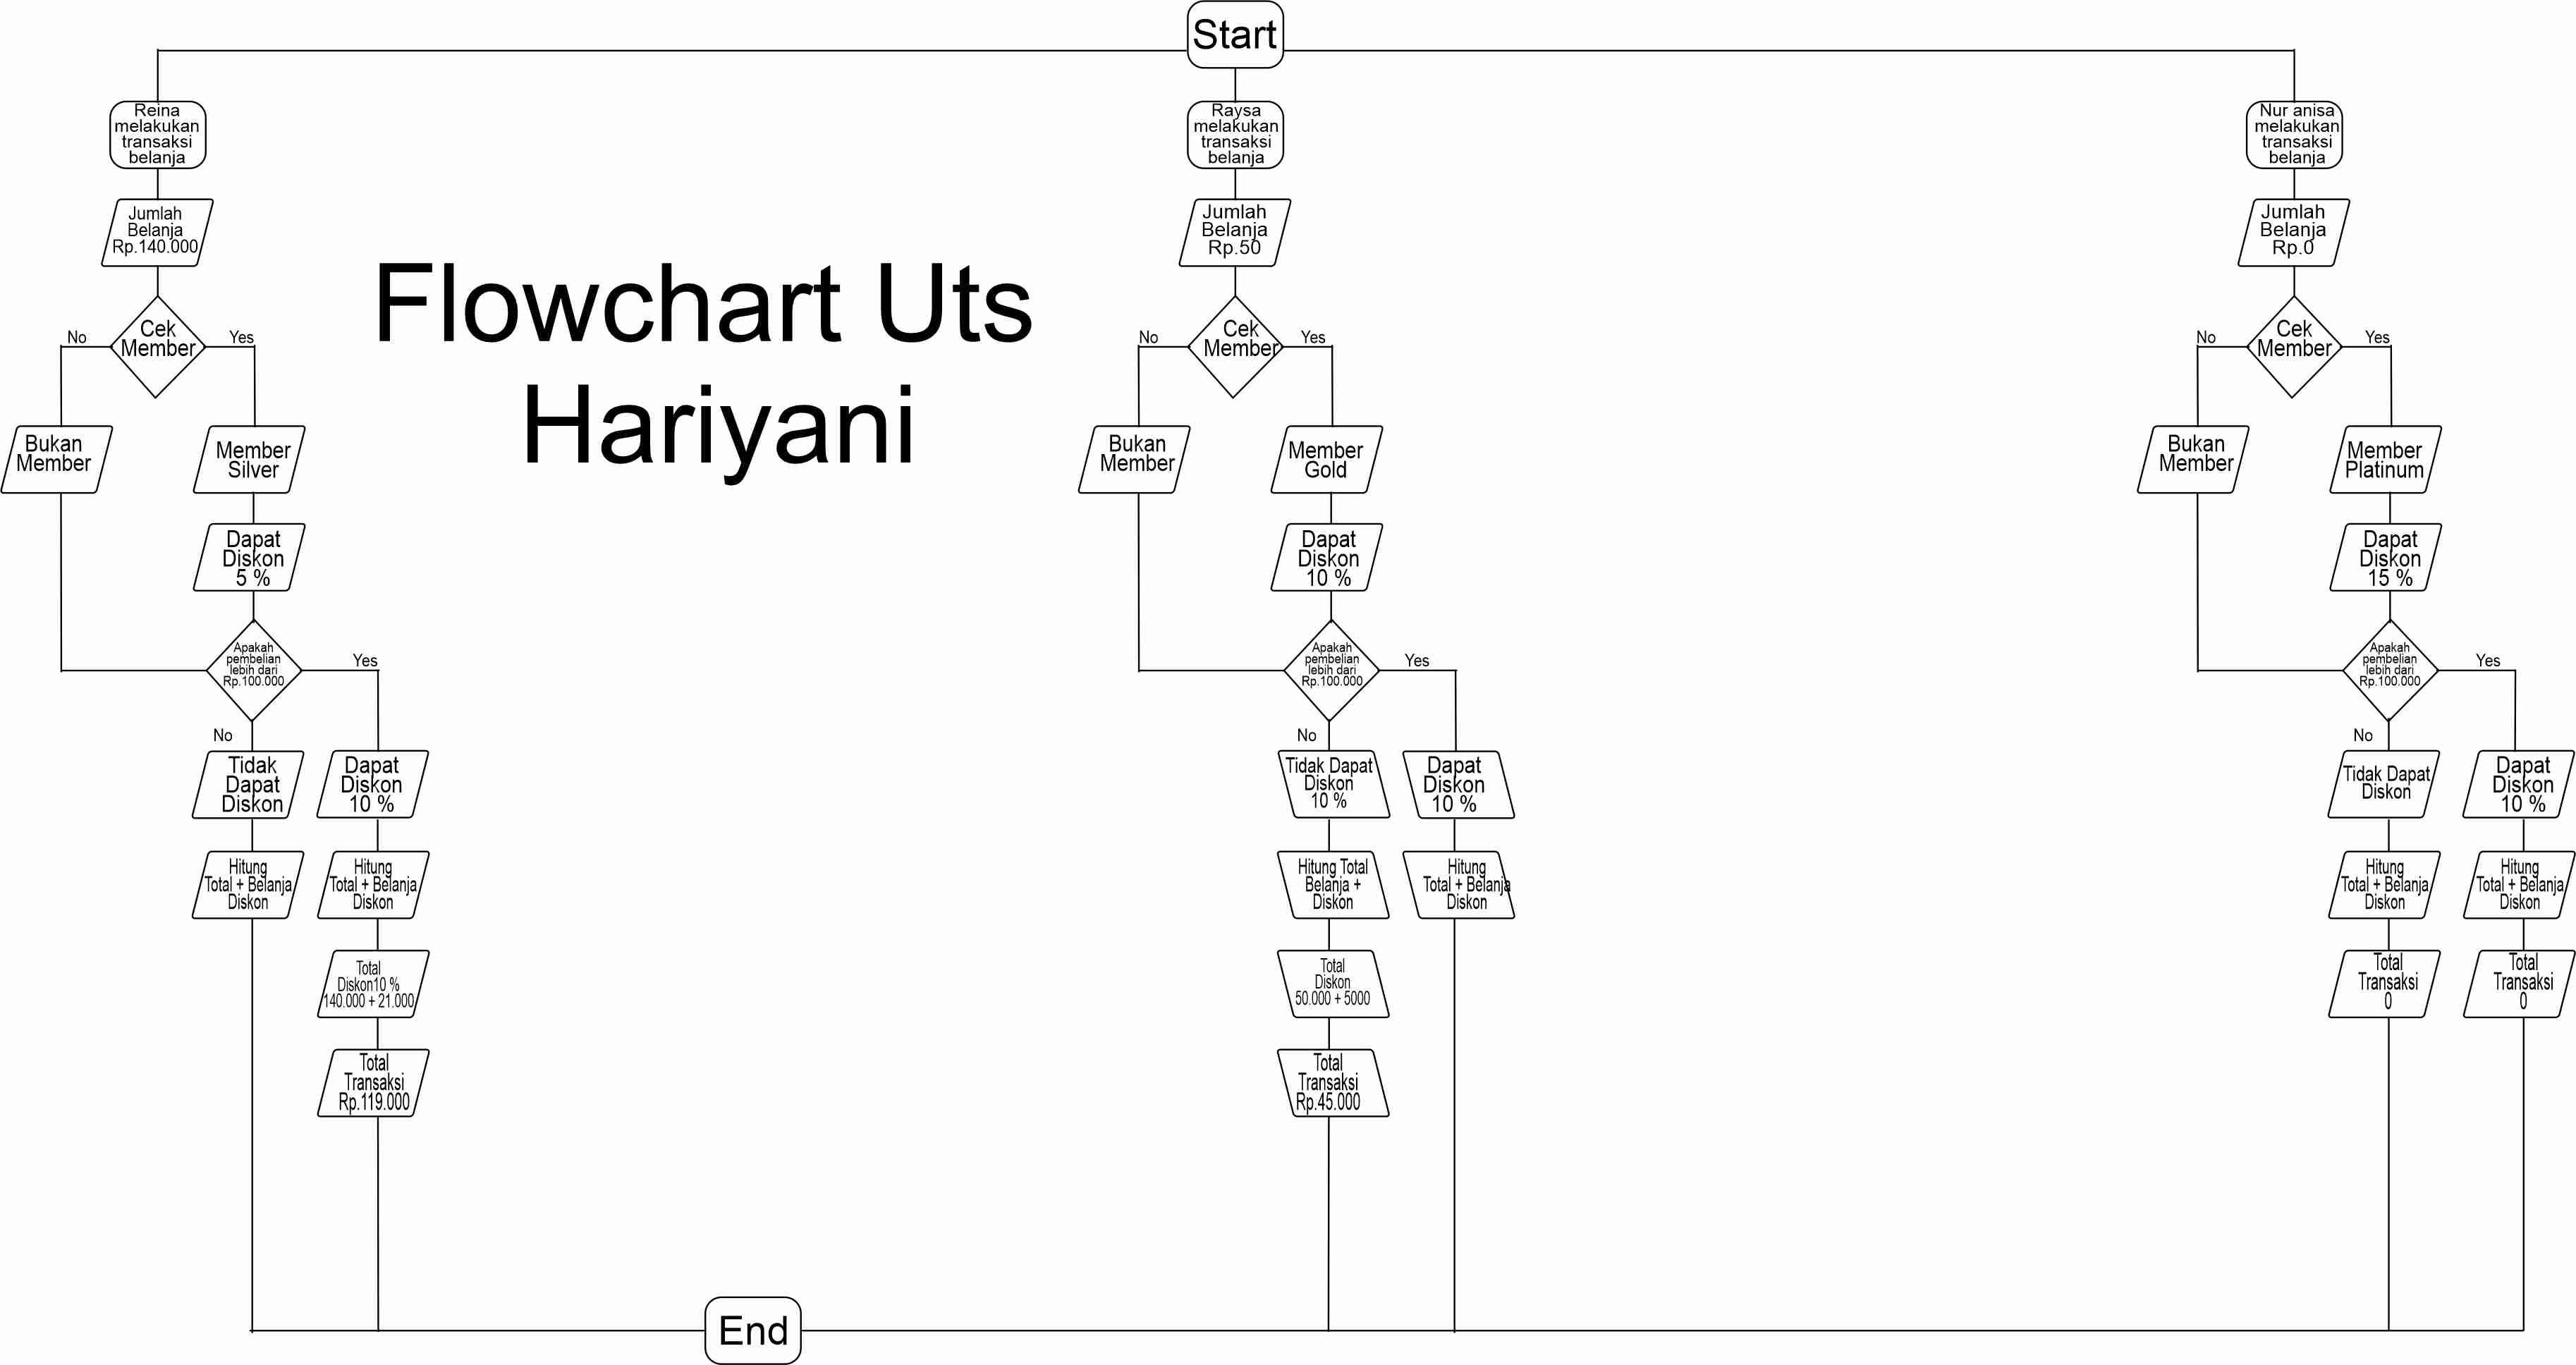 Start
Reina
melakukan
transaksi
belanja
Jumlah
Belanja
Rp.140.000
Cek
Member
No
Yes
Bukan
Member
Member
Silver
Dapat
Diskon
5 %
Apakah
pembelian
lebih dari
Rp.100.000
Yes
No
Tidak
Dapat
Diskon
Dapat
Diskon
10 %
Hitung
Total + Belanja
Diskon
Hitung
Total + Belanja
Diskon
Total
Diskon10 %
140.000 + 21.000
Total
Transaksi
Rp.119.000
Flowchart Uts
Hariyani
Raysa
melakukan
transaksi
belanja
Jumlah
Belanja
Rp.50
Cek
Member
No
Yes
Bukan
Member
Member
Gold
Dapat
Diskon
10 %
Apakah
pembelian
lebih dari
Rp.100.000
Yes
No
Tidak Dapat
Diskon
10 %
Dapat
Diskon
10 %
Hitung Total
Belanja +
Diskon
Hitung
Total + Belanja
Diskon
Total
Diskon
50.000 + 5000
Total
Transaksi
Rp.45.000
Nur anisa
melakukan
transaksi
belanja
Jumlah
Belanja
Rp.0
Cek
Member
No
Yes
Bukan
Member
Member
Platinum
Dapat
Diskon
15 %
Apakah
pembelian
lebih dari
Rp.100.000
Yes
No
Tidak Dapat
Diskon
Dapat
Diskon
10 %
Hitung
Total + Belanja
Diskon
Hitung
Total + Belanja
Diskon
Total
Transaksi
0
Total
Transaksi
0
End